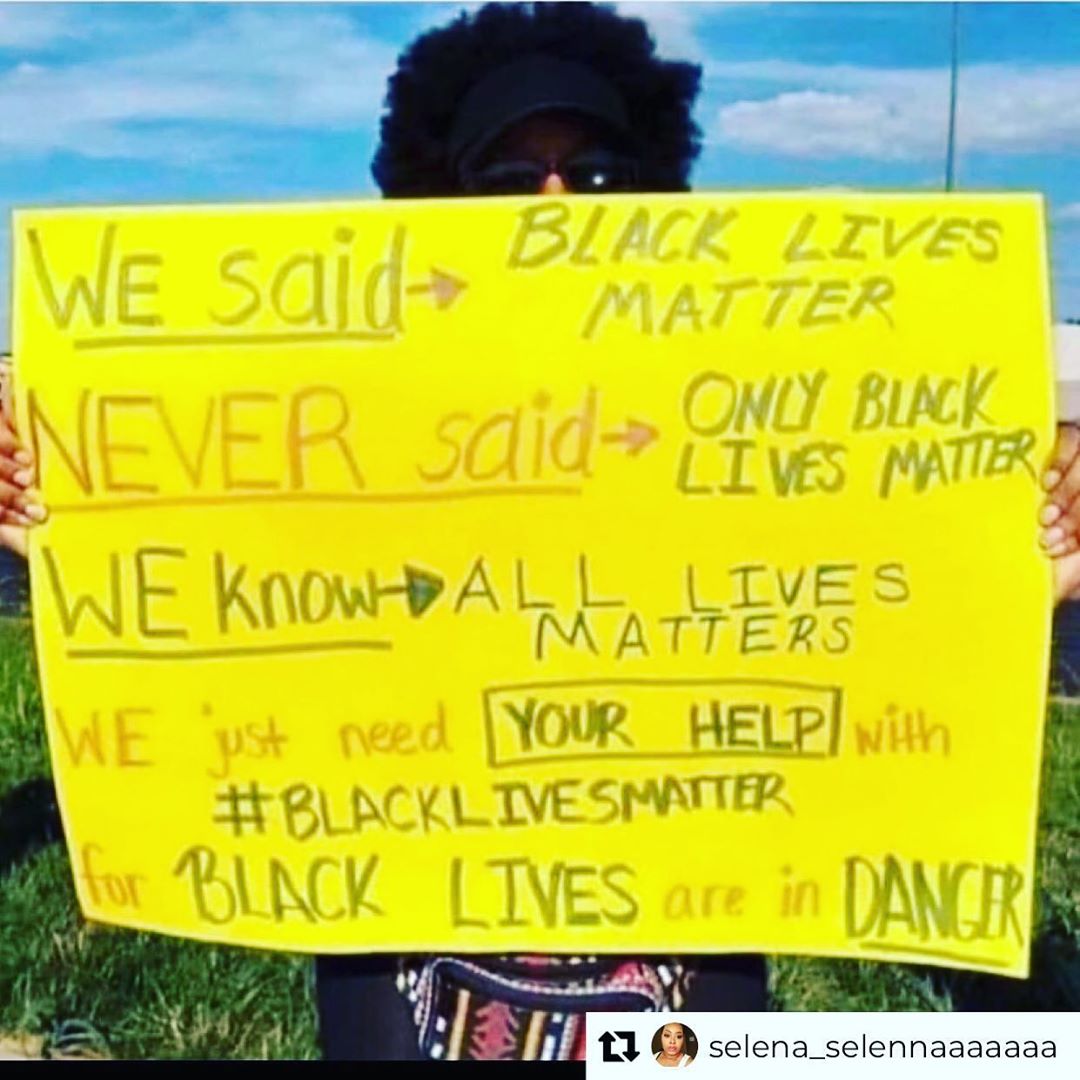 WE said→ BLACK LIVES
MATTER
NEVER said→ ONLY BLACK
LIVES MATTER
WE know→ ALL LIVES
MATTERS
WE just need YOUR HELP with
#BLACKLIVESMATTER
for BLACK LIVES are in DANGER
selena_selennaaaaaaa